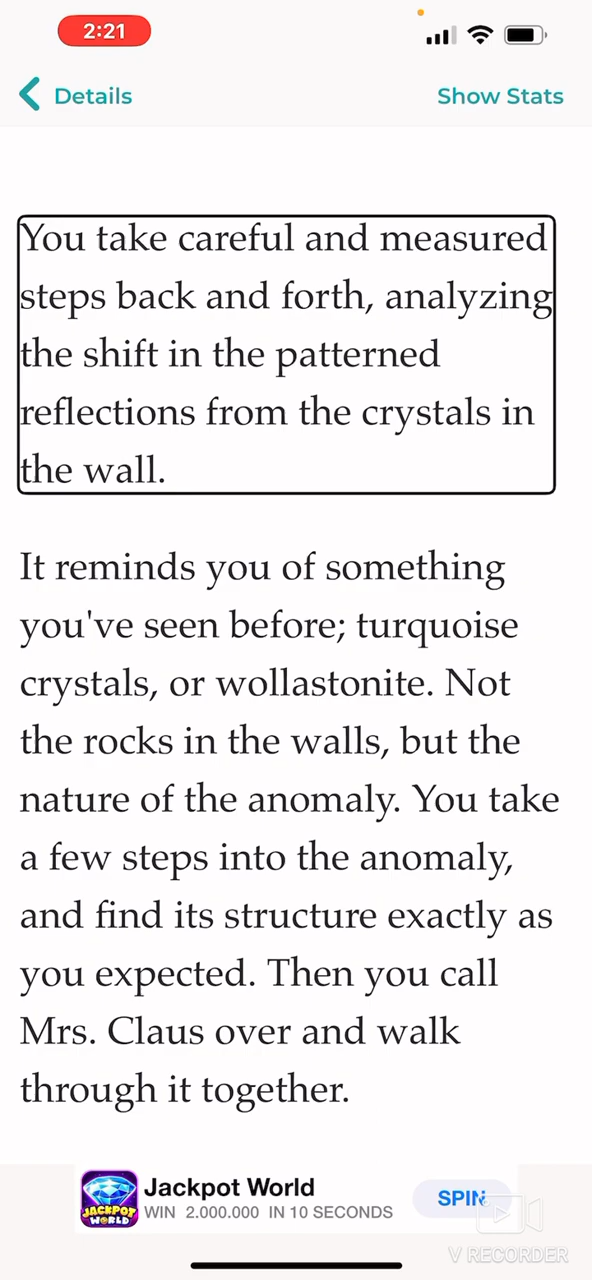 2:21
Details
Show Stats
You take careful and measured
steps back and forth, analyzing
the shift in the patterned
reflections from the crystals in
the wall.
It reminds you of something
you've seen before; turquoise
crystals, or wollastonite. Not
the rocks in the walls, but the
nature of the anomaly. You take
a few steps into the anomaly,
and find its structure exactly as
you expected. Then you call
Mrs. Claus over and walk
through it together.
JACKPOT
WORLD
Jackpot World
WIN 2.000.000 IN 10 SECONDS
SPIN
V RECORDER